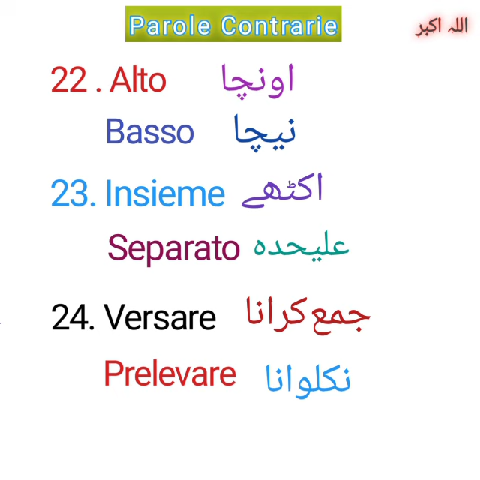 Parole Contrarie
اللہ اکبر
22 . Alto اونچا
Basso نیچا
23. Insieme اکٹھے
Separato علیحدہ
24. Versare جمع کرانا
Prelevare نکلوانا